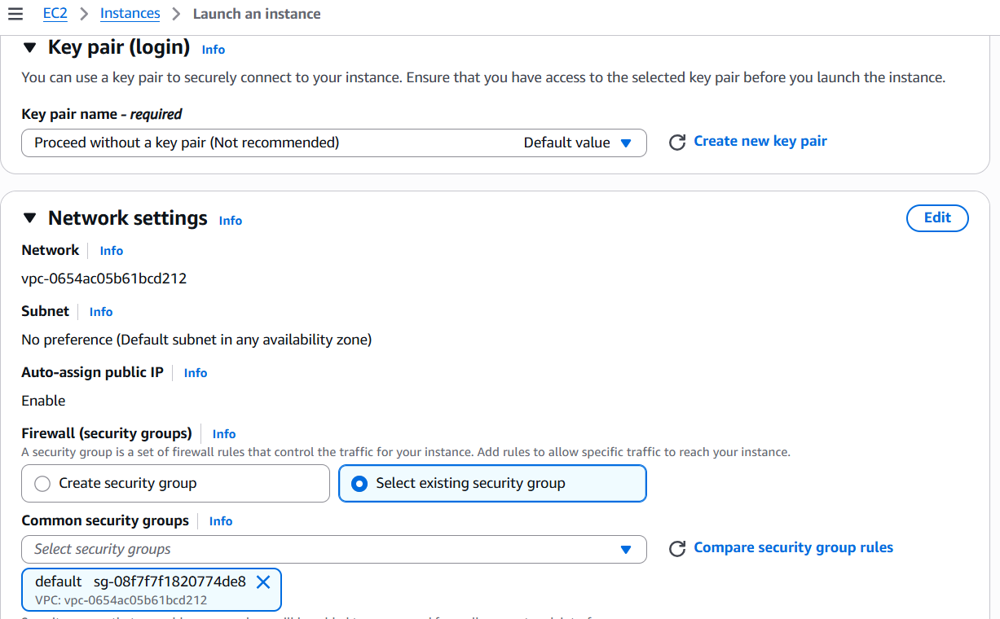 EC2 > Instances > Launch an instance
Key pair (login) Info
You can use a key pair to securely connect to your instance. Ensure that you have access to the selected key pair before you launch the instance.
Key pair name - required
Proceed without a key pair (Not recommended) Default value Create new key pair
Network settings Info Edit
Network Info
vpc-0654ac05b61bcd212
Subnet Info
No preference (Default subnet in any availability zone)
Auto-assign public IP Info
Enable
Firewall (security groups) Info
A security group is a set of firewall rules that control the traffic for your instance. Add rules to allow specific traffic to reach your instance.
Create security group Select existing security group
Common security groups Info
Select security groups Compare security group rules
default sg-08f7f7f1820774de8
VPC: vpc-0654ac05b61bcd212